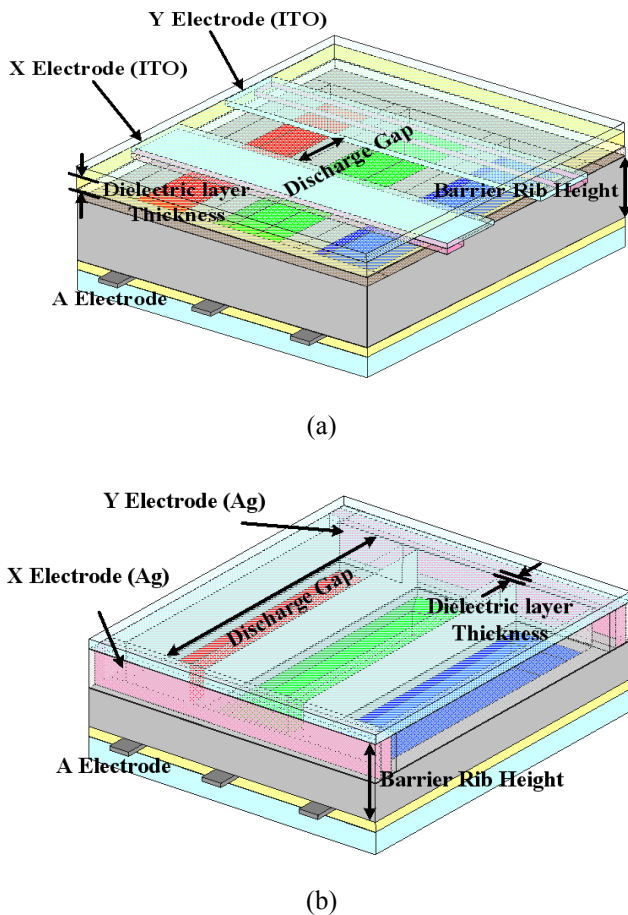 Y Electrode (ITO)
X Electrode (ITO)
Discharge Gap
Dielectric layer
Thickness
Barrier Rib Height
A Electrode
(a)
Y Electrode (Ag)
X Electrode (Ag)
Discharge Gap
Dielectric layer
Thickness
A Electrode
Barrier Rib Height
(b)